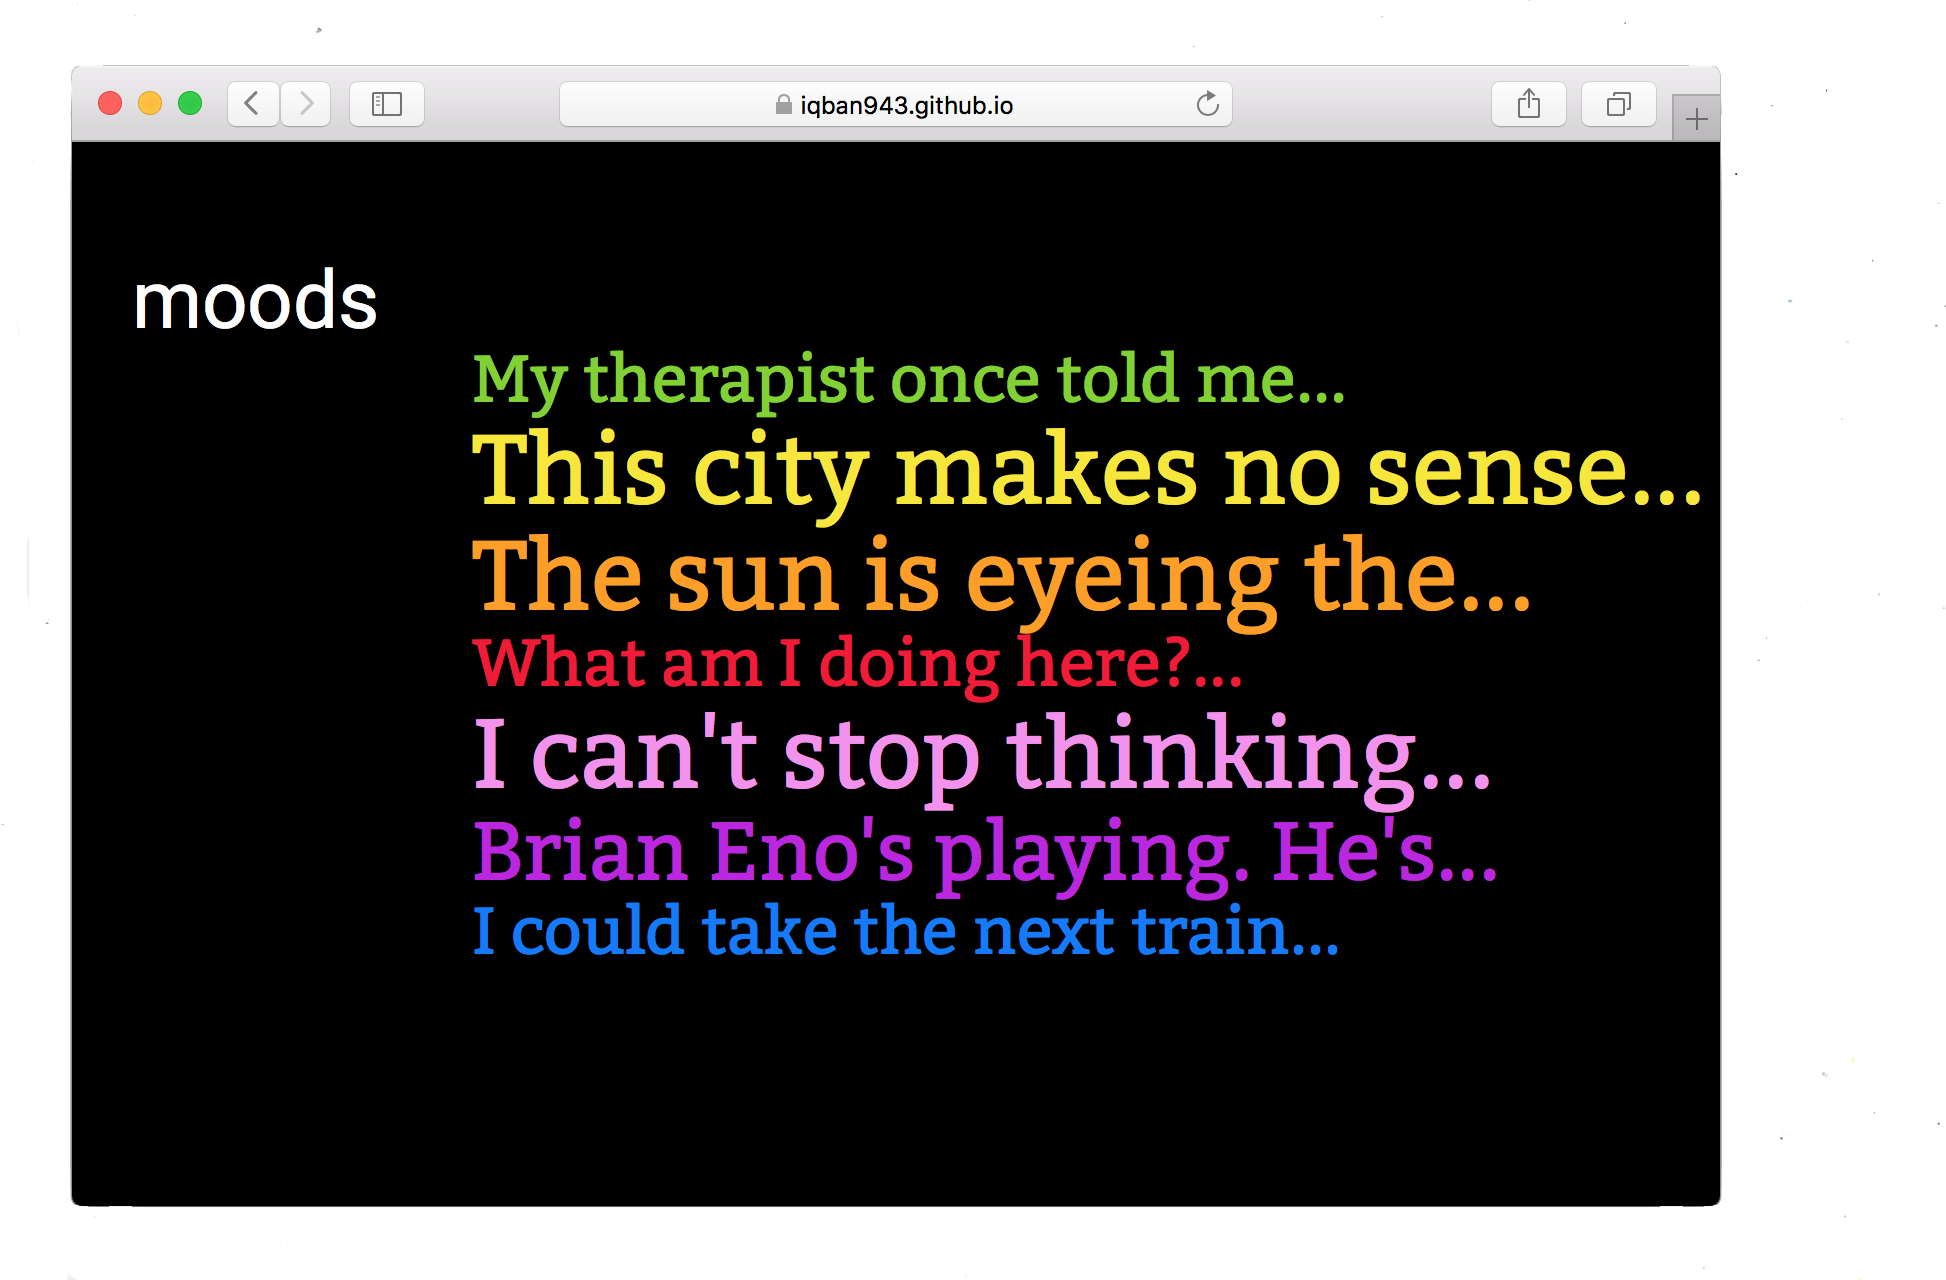 iqban943.github.io
moods
My therapist once told me...
This city makes no sense...
The sun is eyeing the...
What am I doing here?...
I can't stop thinking...
Brian Eno's playing. He's...
I could take the next train...